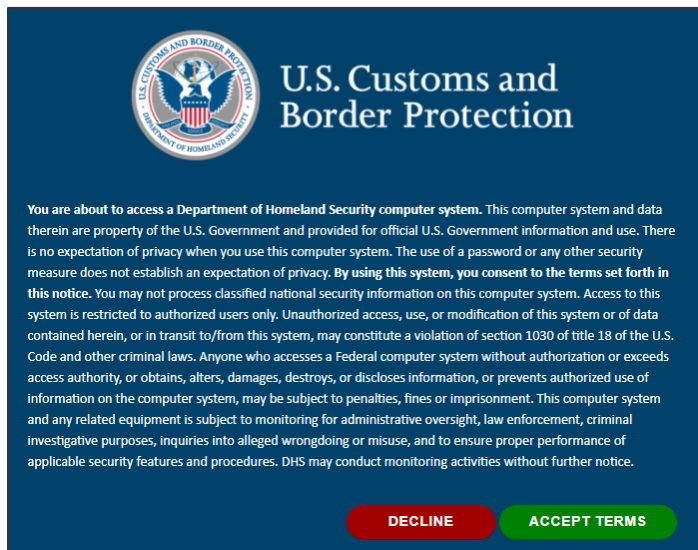 U.S. CUSTOMS AND BORDER PROTECTION
DEPARTMENT OF HOMELAND SECURITY
U.S. Customs and
Border Protection
You are about to access a Department of Homeland Security computer system. This computer system and data
therein are property of the U.S. Government and provided for official U.S. Government information and use. There
is no expectation of privacy when you use this computer system. The use of a password or any other security
measure does not establish an expectation of privacy. By using this system, you consent to the terms set forth in
this notice. You may not process classified national security information on this computer system. Access to this
system is restricted to authorized users only. Unauthorized access, use, or modification of this system or of data
contained herein, or in transit to/from this system, may constitute a violation of section 1030 of title 18 of the U.S.
Code and other criminal laws. Anyone who accesses a Federal computer system without authorization or exceeds
access authority, or obtains, alters, damages, destroys, or discloses information, or prevents authorized use of
information on the computer system, may be subject to penalties, fines or imprisonment. This computer system
and any related equipment is subject to monitoring for administrative oversight, law enforcement, criminal
investigative purposes, inquiries into alleged wrongdoing or misuse, and to ensure proper performance of
applicable security features and procedures. DHS may conduct monitoring activities without further notice.
DECLINE
ACCEPT TERMS